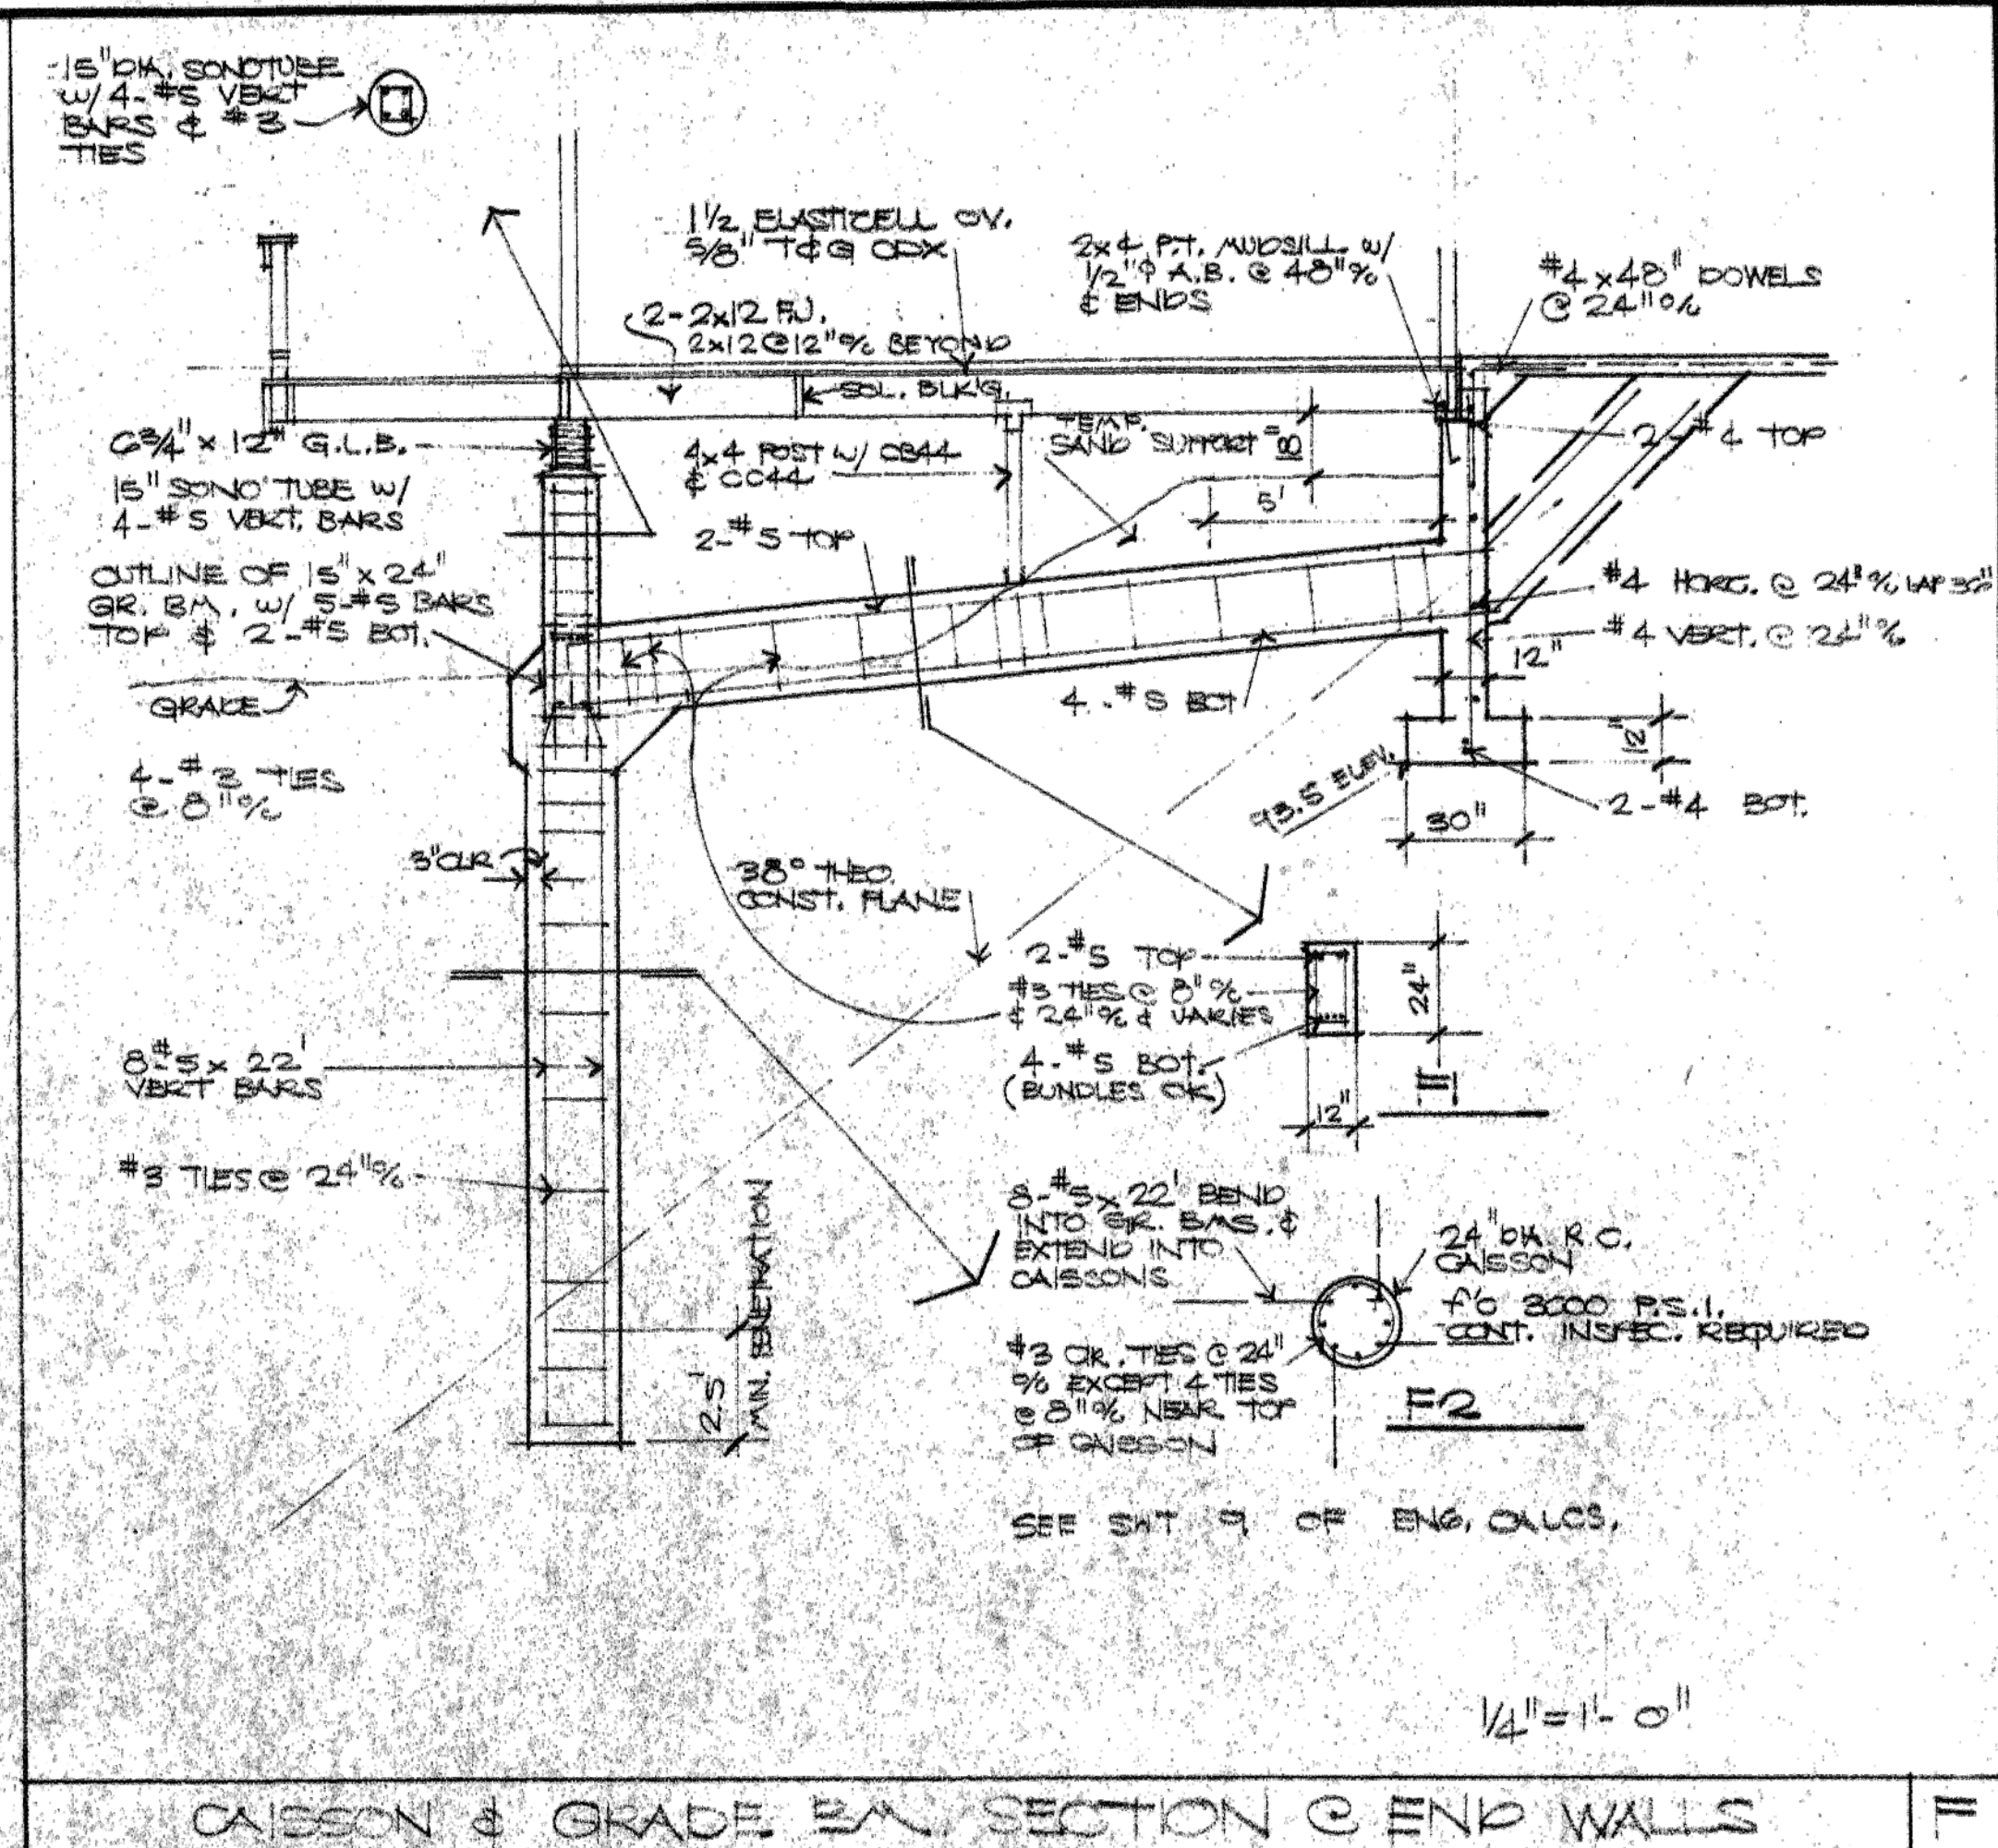 15" DIA. SONOTUBE
W/ 4-#5 VERT
BARS & #3
TIES
1 1/2 ELASTIZELL OV.
5/8" T&G CDX
2x4 P.T. MUDSILL W/
1/2"φ A.B. @ 48" o/c
& ENDS
#4 x 48" DOWELS
@ 24" o/c
2-2x12 F.J.
2x12 @ 12" o/c BEYOND
SOL. BLK'G.
6 3/4" x 12" G.L.B.
4x4 POST W/ CB44
& CC44
TEMP.
SAND SUPPORT
2-#4 TOP
15" SONO TUBE W/
4-#5 VERT. BARS
5'
2-#5 TOP
OUTLINE OF 15" x 24"
GR. BM. W/ 5-#5 BARS
TOP & 2-#5 BOT.
#4 HORZ. @ 24" o/c LAP 30"
#4 VERT. @ 24" o/c
12"
GRADE
4-#5 BOT
12"
4-#3 TIES
@ 8" o/c
93.5 ELEV.
30"
2-#4 BOT.
3" CLR
38° THEO.
CONST. PLANE
2-#5 TOP
#3 TIES @ 8" o/c
& 24" o/c & VARIES
4-#5 BOT.
(BUNDLES OK)
24"
12"
8-#5 x 22'
VERT BARS
#3 TIES @ 24" o/c
2.5'
MIN. PENETRATION
8-#5 x 22' BEND
INTO GR. BMS. &
EXTEND INTO
CAISSONS
24" DIA R.C.
CAISSON
f'c 3000 P.S.I.
CONT. INSPEC. REQUIRED
#3 CIR. TIES @ 24"
o/c EXCEPT 4 TIES
@ 8" o/c NEAR TOP
OF CAISSON
F2
SEE SHT 9 OF ENG. CALCS.
1/4" = 1'-0"
CAISSON & GRADE BM. SECTION @ END WALLS
F